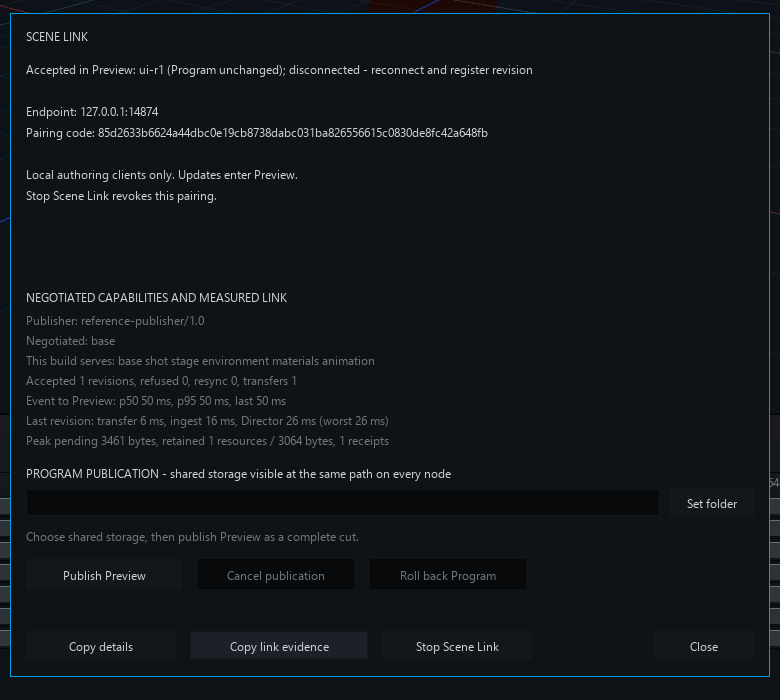 SCENE LINK
Accepted in Preview: ui-r1 (Program unchanged); disconnected - reconnect and register revision
Endpoint: 127.0.0.1:14874
Pairing code: 85d2633b6624a44dbc0e19cb8738dabc031ba826556615c0830de8fc42a648fb
Local authoring clients only. Updates enter Preview.
Stop Scene Link revokes this pairing.
NEGOTIATED CAPABILITIES AND MEASURED LINK
Publisher: reference-publisher/1.0
Negotiated: base
This build serves: base shot stage environment materials animation
Accepted 1 revisions, refused 0, resync 0, transfers 1
Event to Preview: p50 50 ms, p95 50 ms, last 50 ms
Last revision: transfer 6 ms, ingest 16 ms, Director 26 ms (worst 26 ms)
Peak pending 3461 bytes, retained 1 resources / 3064 bytes, 1 receipts
PROGRAM PUBLICATION - shared storage visible at the same path on every node
Set folder
Choose shared storage, then publish Preview as a complete cut.
Publish Preview Cancel publication Roll back Program
Copy details Copy link evidence Stop Scene Link Close